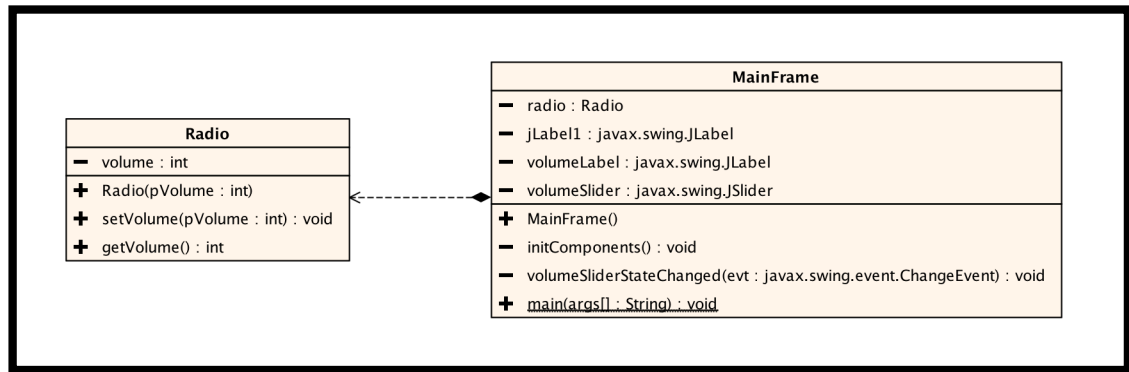 Radio
− volume : int
+ Radio(pVolume : int)
+ setVolume(pVolume : int) : void
+ getVolume() : int
MainFrame
− radio : Radio
− jLabel1 : javax.swing.JLabel
− volumeLabel : javax.swing.JLabel
− volumeSlider : javax.swing.JSlider
+ MainFrame()
− initComponents() : void
− volumeSliderStateChanged(evt : javax.swing.event.ChangeEvent) : void
+ main(args[] : String) : void